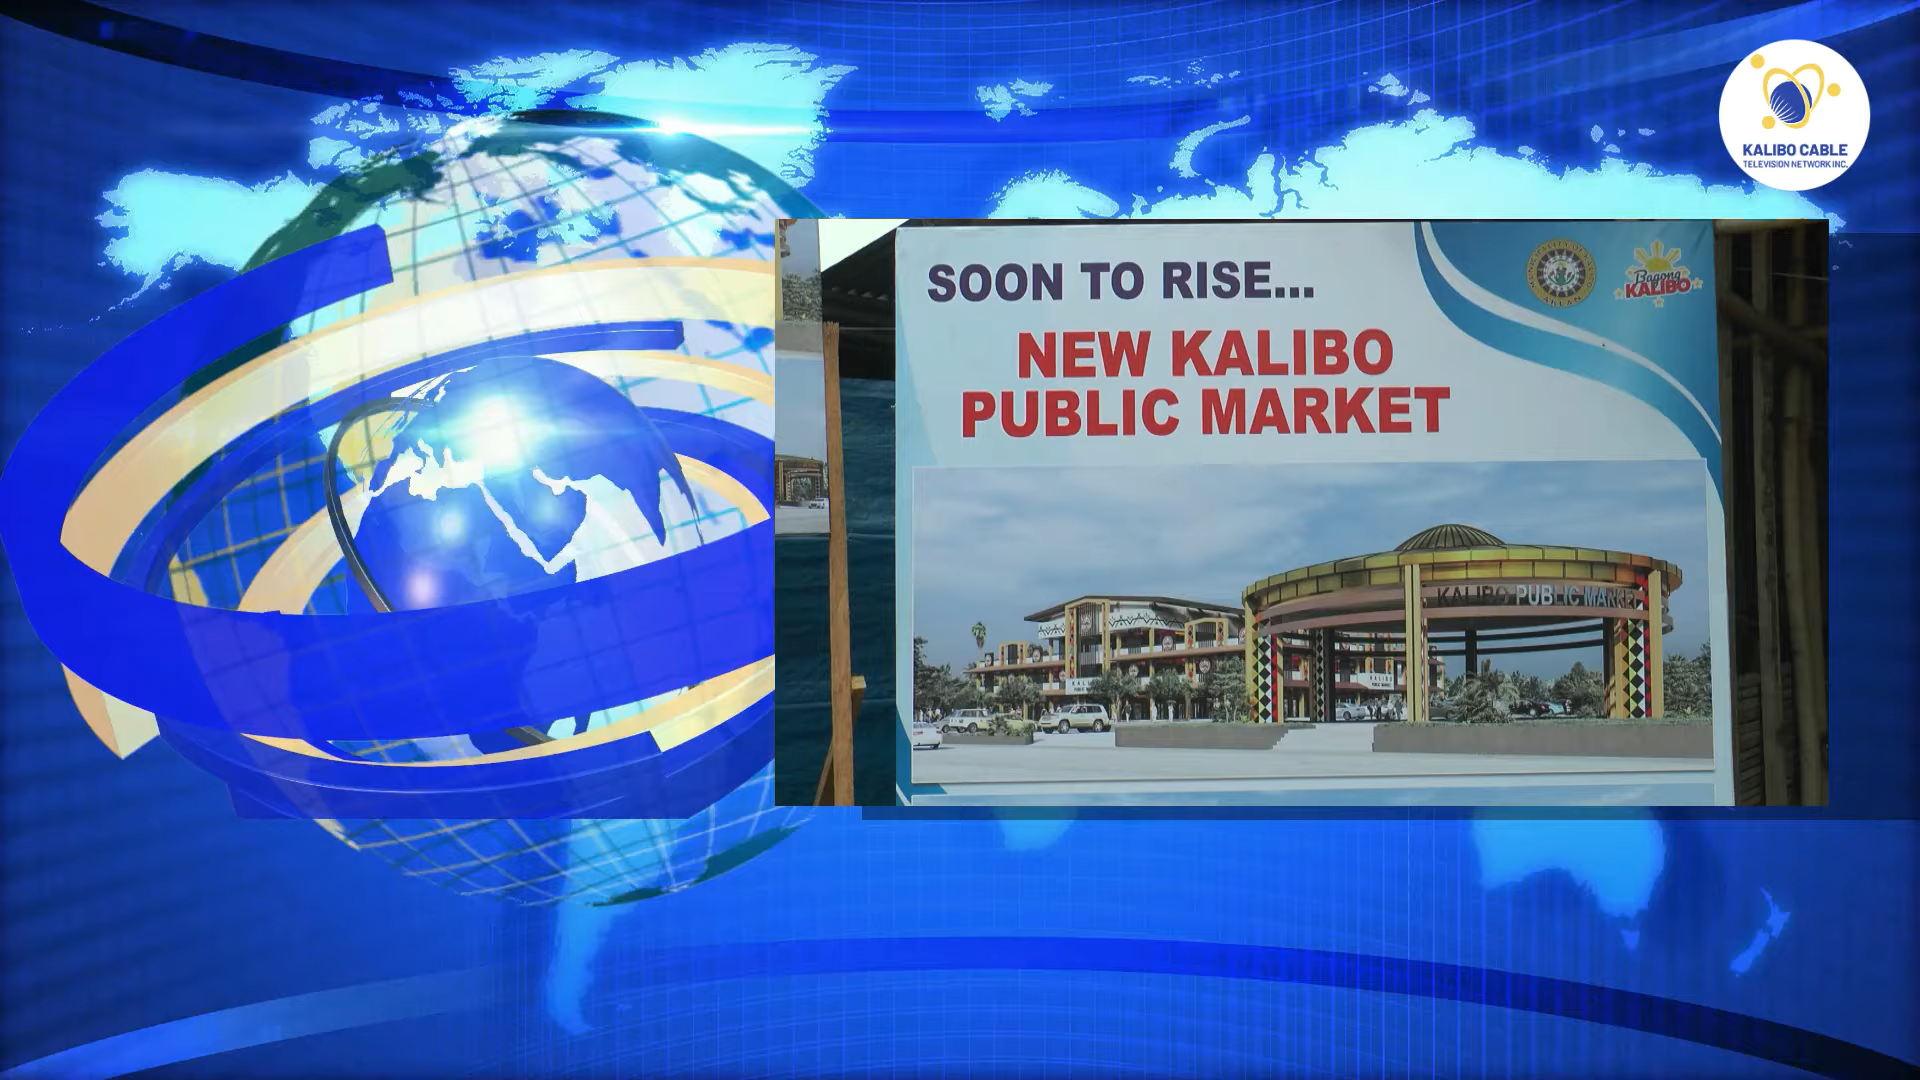 KALIBO CABLE
TELEVISION NETWORK INC.
SOON TO RISE...
Bagong
KALIBO
NEW KALIBO
PUBLIC MARKET
KALIBO PUBLIC MARKET